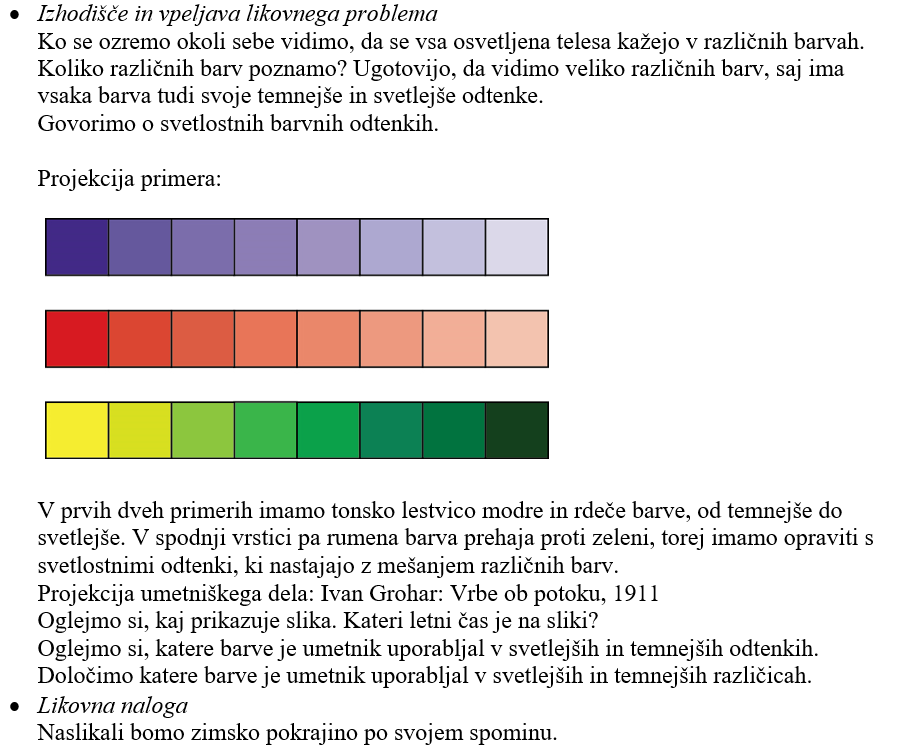 • Izhodišče in vpeljava likovnega problema
Ko se ozremo okoli sebe vidimo, da se vsa osvetljena telesa kažejo v različnih barvah.
Koliko različnih barv poznamo? Ugotovijo, da vidimo veliko različnih barv, saj ima
vsaka barva tudi svoje temnejše in svetlejše odtenke.
Govorimo o svetlostnih barvnih odtenkih.
Projekcija primera:
V prvih dveh primerih imamo tonsko lestvico modre in rdeče barve, od temnejše do
svetlejše. V spodnji vrstici pa rumena barva prehaja proti zeleni, torej imamo opraviti s
svetlostnimi odtenki, ki nastajajo z mešanjem različnih barv.
Projekcija umetniškega dela: Ivan Grohar: Vrbe ob potoku, 1911
Oglejmo si, kaj prikazuje slika. Kateri letni čas je na sliki?
Oglejmo si, katere barve je umetnik uporabljal v svetlejših in temnejših odtenkih.
Določimo katere barve je umetnik uporabljal v svetlejših in temnejših različicah.
• Likovna naloga
Naslikali bomo zimsko pokrajino po svojem spominu.